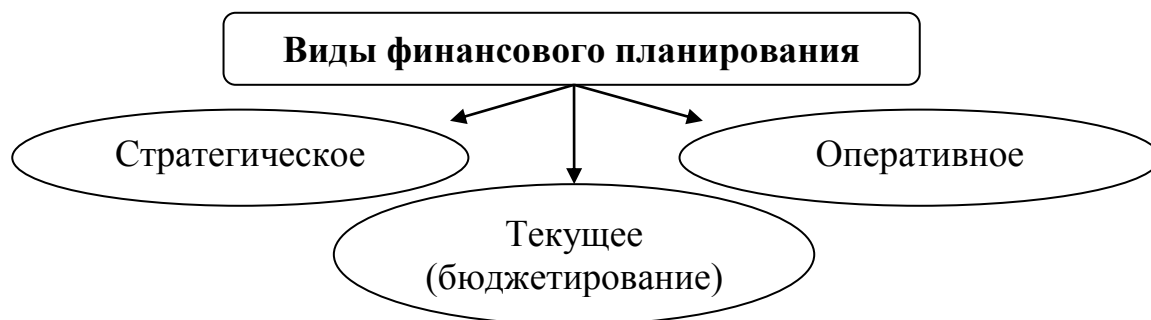 Виды финансового планирования
Стратегическое
Оперативное
Текущее
(бюджетирование)